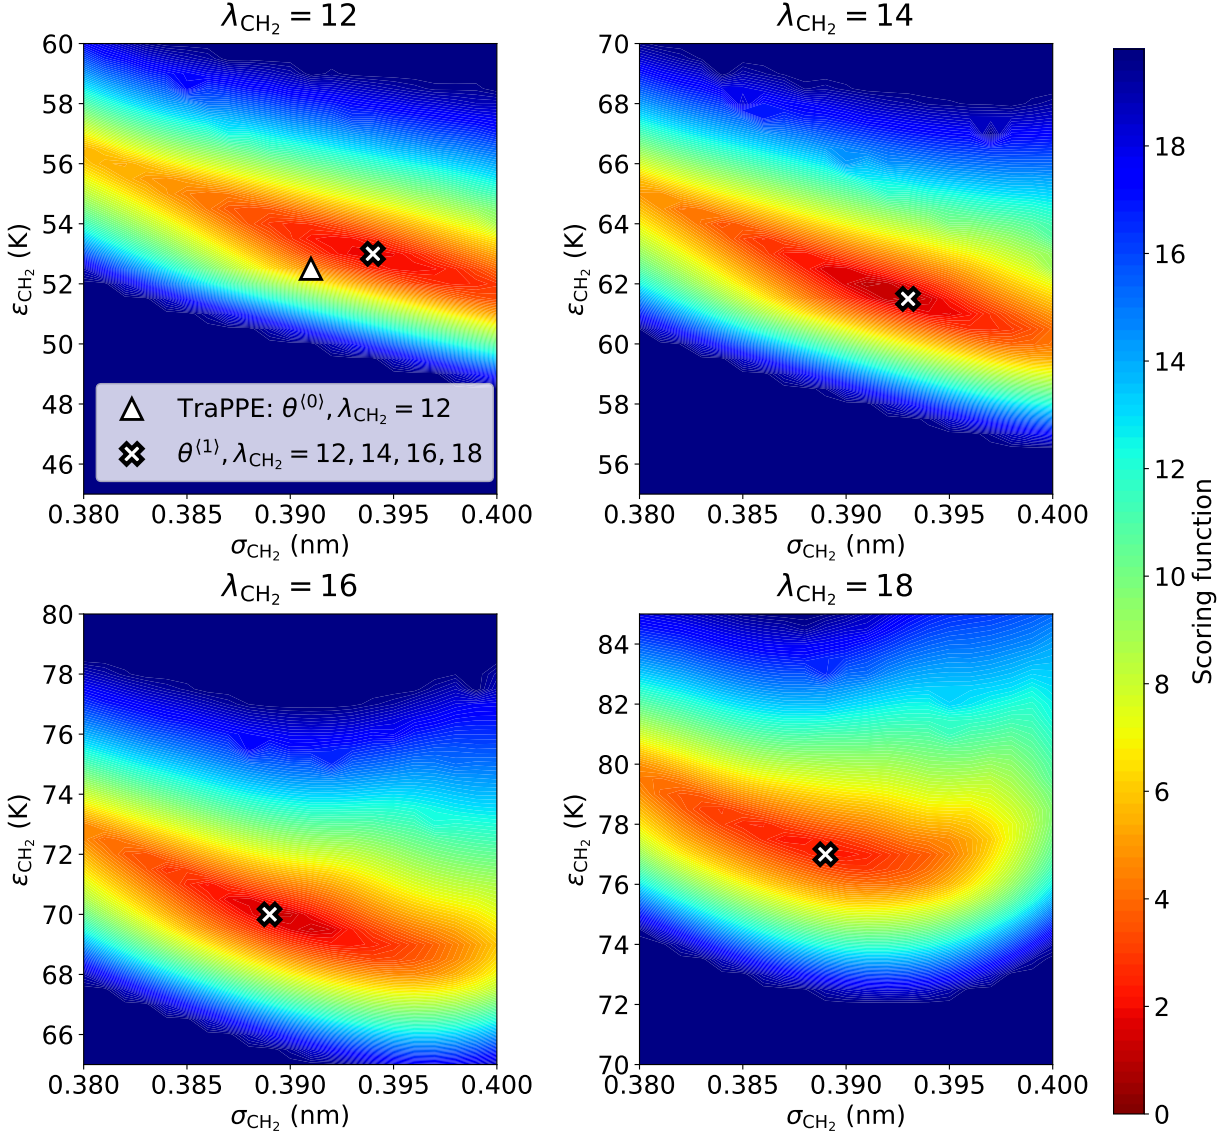 λCH2 = 12
60
58
56
54
52
50
48
46
εCH2 (K)
TraPPE: θ⟨0⟩, λCH2 = 12
θ⟨1⟩, λCH2 = 12, 14, 16, 18
0.380 0.385 0.390 0.395 0.400
σCH2 (nm)
λCH2 = 14
70
68
66
64
62
60
58
56
εCH2 (K)
0.380 0.385 0.390 0.395 0.400
σCH2 (nm)
λCH2 = 16
80
78
76
74
72
70
68
66
εCH2 (K)
0.380 0.385 0.390 0.395 0.400
σCH2 (nm)
λCH2 = 18
84
82
80
78
76
74
72
70
εCH2 (K)
0.380 0.385 0.390 0.395 0.400
σCH2 (nm)
18
16
14
12
10
8
6
4
2
0
Scoring function